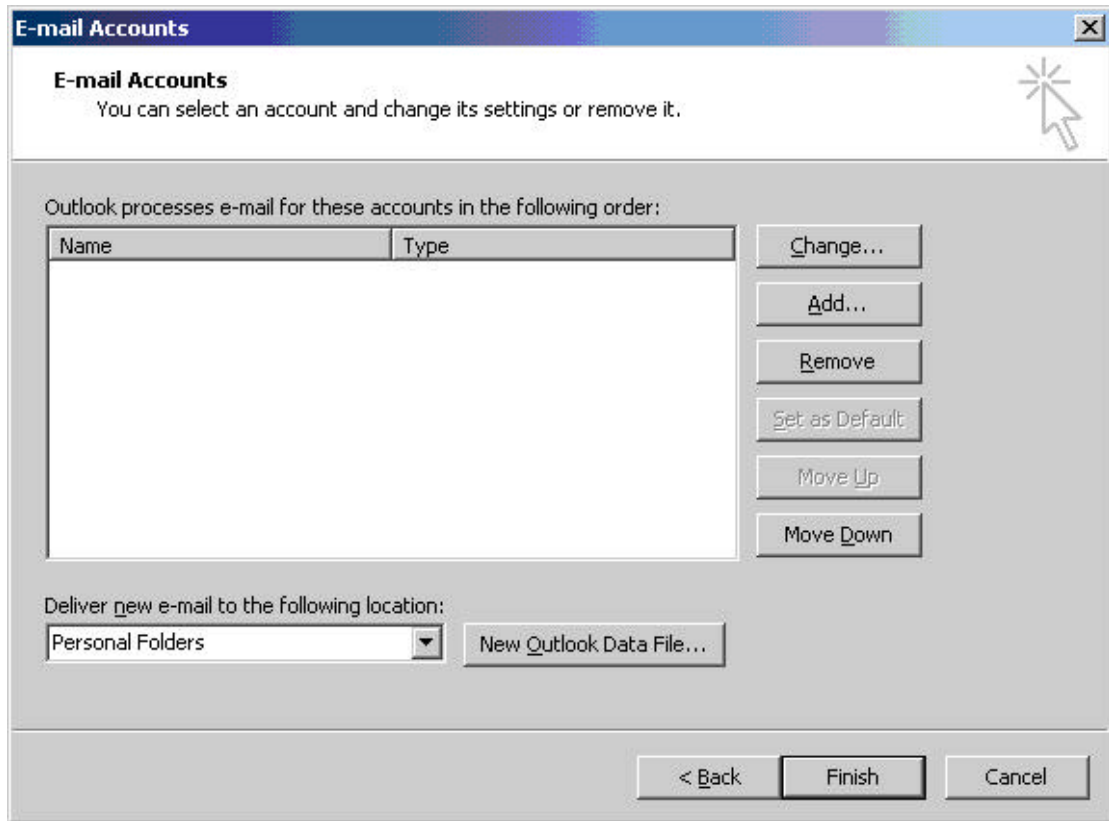 E-mail Accounts
E-mail Accounts
You can select an account and change its settings or remove it.
Outlook processes e-mail for these accounts in the following order:
Name Type
Change...
Add...
Remove
Set as Default
Move Up
Move Down
Deliver new e-mail to the following location:
Personal Folders New Outlook Data File...
< Back Finish Cancel